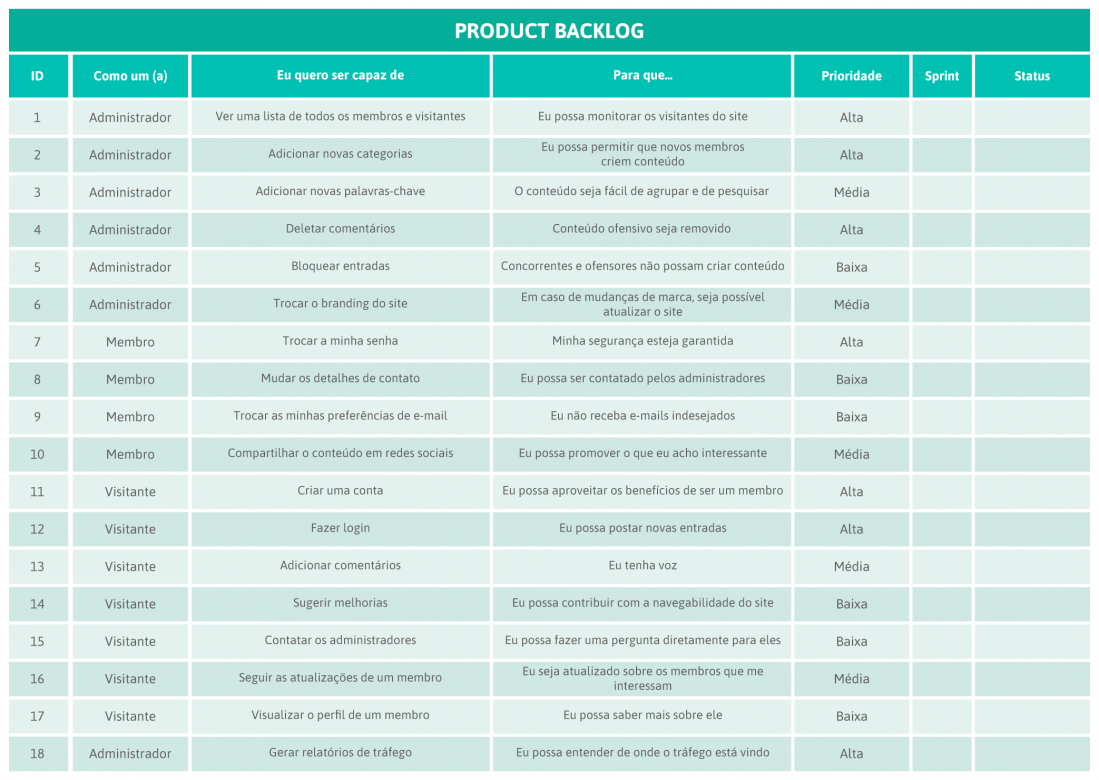 PRODUCT BACKLOG
ID Como um (a) Eu quero ser capaz de Para que... Prioridade Sprint Status
1 Administrador Ver uma lista de todos os membros e visitantes Eu possa monitorar os visitantes do site Alta
2 Administrador Adicionar novas categorias Eu possa permitir que novos membros
criem conteúdo Alta
3 Administrador Adicionar novas palavras-chave O conteúdo seja fácil de agrupar e de pesquisar Média
4 Administrador Deletar comentários Conteúdo ofensivo seja removido Alta
5 Administrador Bloquear entradas Concorrentes e ofensores não possam criar conteúdo Baixa
6 Administrador Trocar o branding do site Em caso de mudanças de marca, seja possível
atualizar o site Média
7 Membro Trocar a minha senha Minha segurança esteja garantida Alta
8 Membro Mudar os detalhes de contato Eu possa ser contatado pelos administradores Baixa
9 Membro Trocar as minhas preferências de e-mail Eu não receba e-mails indesejados Baixa
10 Membro Compartilhar o conteúdo em redes sociais Eu possa promover o que eu acho interessante Média
11 Visitante Criar uma conta Eu possa aproveitar os benefícios de ser um membro Alta
12 Visitante Fazer login Eu possa postar novas entradas Alta
13 Visitante Adicionar comentários Eu tenha voz Média
14 Visitante Sugerir melhorias Eu possa contribuir com a navegabilidade do site Baixa
15 Visitante Contatar os administradores Eu possa fazer uma pergunta diretamente para eles Baixa
16 Visitante Seguir as atualizações de um membro Eu seja atualizado sobre os membros que me
interessam Média
17 Visitante Visualizar o perfil de um membro Eu possa saber mais sobre ele Baixa
18 Administrador Gerar relatórios de tráfego Eu possa entender de onde o tráfego está vindo Alta